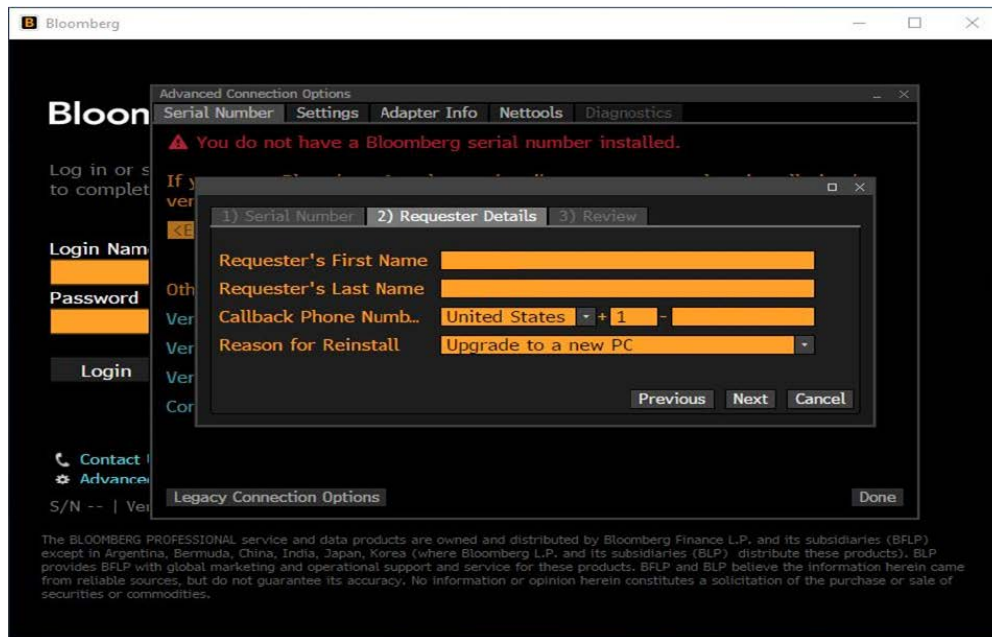 Bloomberg
Advanced Connection Options
Serial Number Settings Adapter Info Nettools Diagnostics
You do not have a Bloomberg serial number installed.
Log in or
to
If
1) Serial Number 2) Requester Details 3) Review
Requester's First Name
Requester's Last Name
Callback Phone Numb... United States + 1 -
Reason for Reinstall Upgrade to a new PC
Previous Next Cancel
Login
Password
Login
Contact
S/N -- |
Legacy Connection Options Done
The BLOOMBERG PROFESSIONAL service and data products are owned and distributed by Bloomberg Finance L.P. and its subsidiaries (BFLP)
except in Argentina, Bermuda, China, India, Japan, Korea (where Bloomberg L.P. and its subsidiaries (BLP) distribute these products). BLP
provides BFLP with global marketing and operational support and service for these products. BFLP and BLP believe the information herein came
from reliable sources, but do not guarantee its accuracy. No information or opinion herein constitutes a solicitation of the purchase or sale of
securities or commodities.